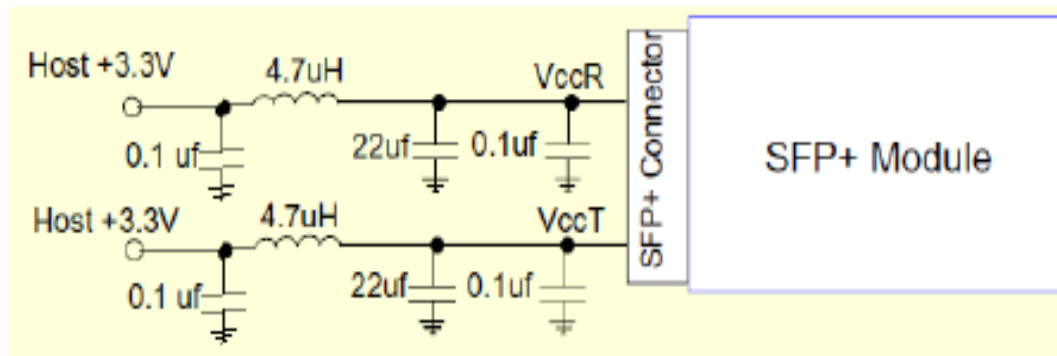 Host +3.3V
4.7uH
VccR
0.1 uf
22uf
0.1uf
Host +3.3V
4.7uH
VccT
0.1 uf
22uf
0.1uf
SFP+ Connector
SFP+ Module